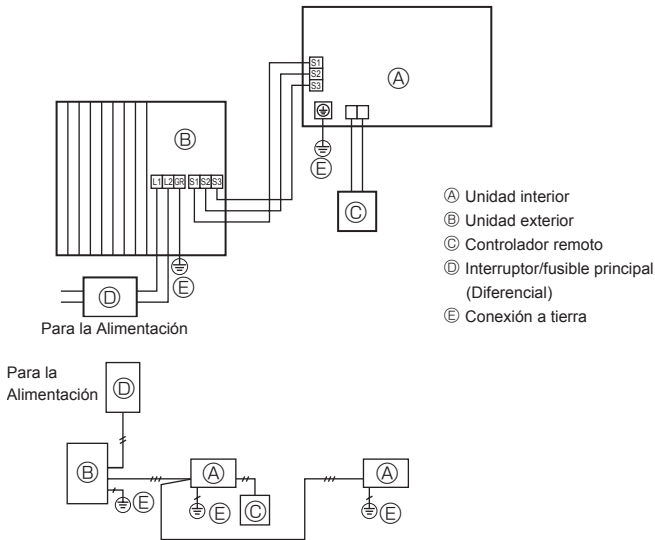 S1
S2
S3
Ⓐ
Ⓑ
L1 L2 GR S1 S2 S3
Ⓔ
Ⓒ
Ⓔ
Ⓓ
Para la Alimentación
Ⓐ Unidad interior
Ⓑ Unidad exterior
Ⓒ Controlador remoto
Ⓓ Interruptor/fusible principal
(Diferencial)
Ⓔ Conexión a tierra
Para la
Alimentación
Ⓓ
Ⓑ
Ⓐ
Ⓐ
Ⓔ
Ⓔ
Ⓒ
Ⓔ